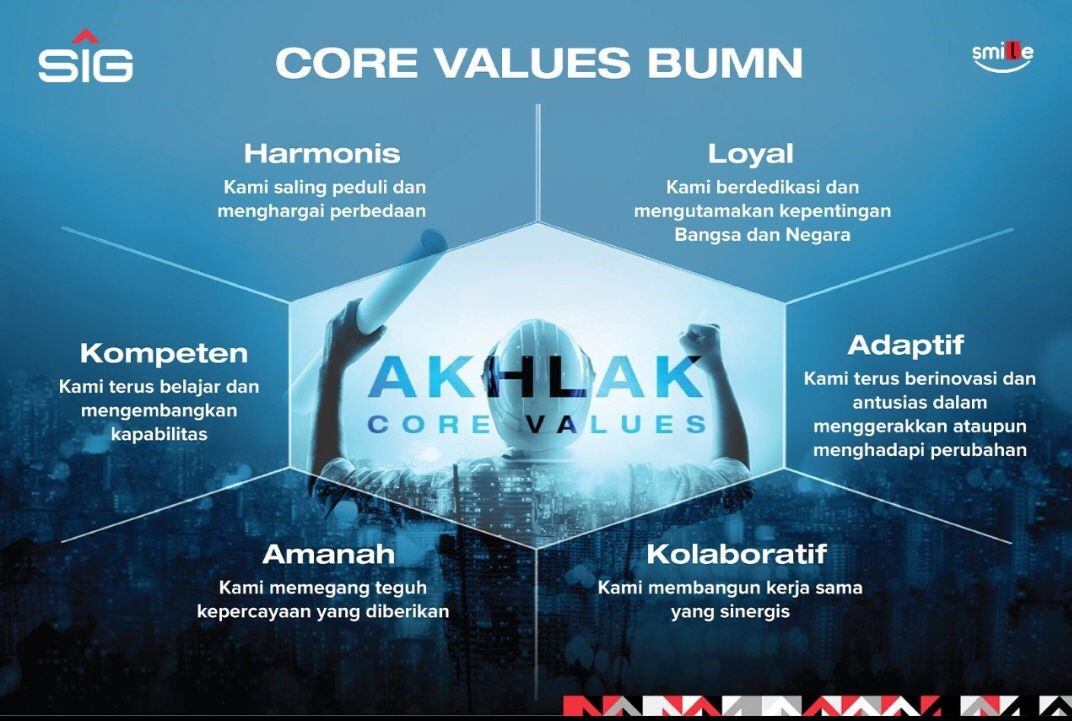 SIG
CORE VALUES BUMN
smile
Harmonis
Kami saling peduli dan
menghargai perbedaan
Loyal
Kami berdedikasi dan
mengutamakan kepentingan
Bangsa dan Negara
Kompeten
Kami terus belajar dan
mengembangkan
kapabilitas
AKHLAK
CORE VALUES
Adaptif
Kami terus berinovasi dan
antusias dalam
menggerakkan ataupun
menghadapi perubahan
Amanah
Kami memegang teguh
kepercayaan yang diberikan
Kolaboratif
Kami membangun kerja sama
yang sinergis